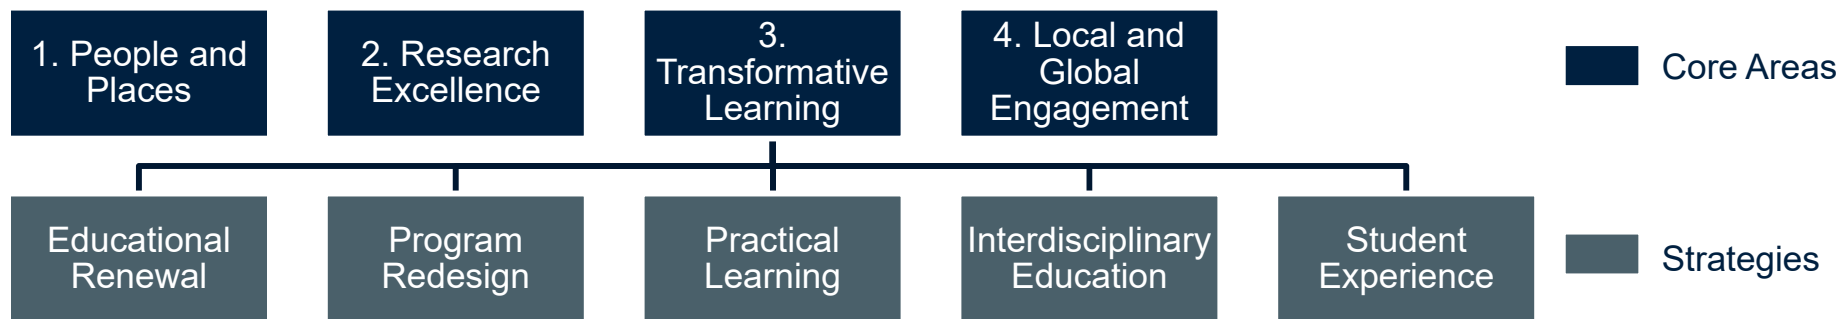 1. People and
Places
2. Research
Excellence
3.
Transformative
Learning
4. Local and
Global
Engagement
Core Areas
Educational
Renewal
Program
Redesign
Practical
Learning
Interdisciplinary
Education
Student
Experience
Strategies